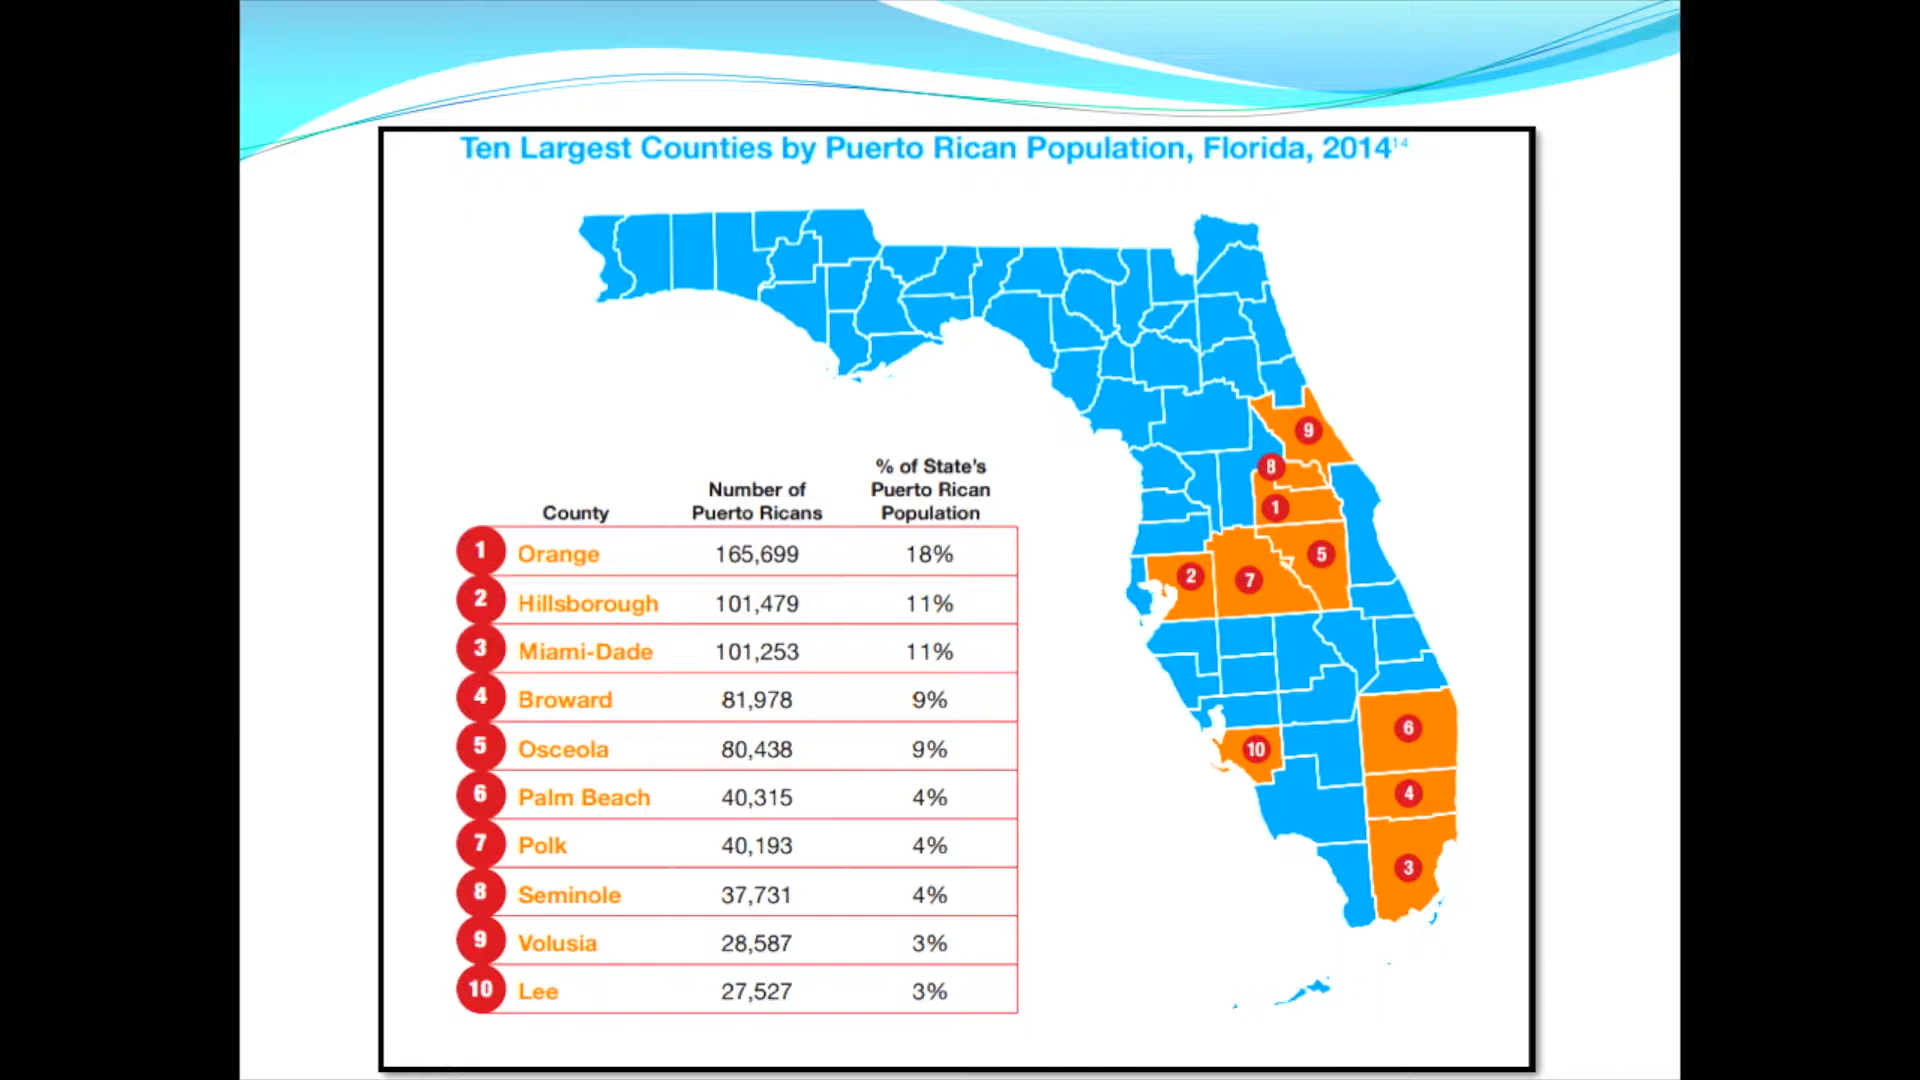 Ten Largest Counties by Puerto Rican Population, Florida, 2014¹⁴
County
Number of
Puerto Ricans
% of State's
Puerto Rican
Population
1 Orange 165,699 18%
2 Hillsborough 101,479 11%
3 Miami-Dade 101,253 11%
4 Broward 81,978 9%
5 Osceola 80,438 9%
6 Palm Beach 40,315 4%
7 Polk 40,193 4%
8 Seminole 37,731 4%
9 Volusia 28,587 3%
10 Lee 27,527 3%
9
8
1
5
2
7
6
10
4
3